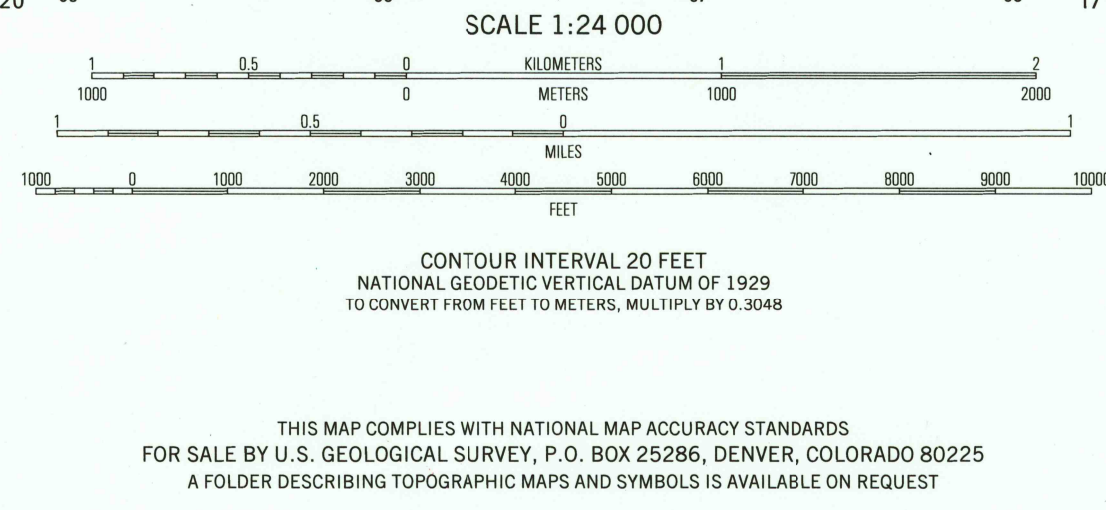 SCALE 1:24 000
1 0.5 0 KILOMETERS 1 2
1000 0 METERS 1000 2000
1 0.5 0 1
MILES
1000 0 1000 2000 3000 4000 5000 6000 7000 8000 9000 10000
FEET
CONTOUR INTERVAL 20 FEET
NATIONAL GEODETIC VERTICAL DATUM OF 1929
TO CONVERT FROM FEET TO METERS, MULTIPLY BY 0.3048
THIS MAP COMPLIES WITH NATIONAL MAP ACCURACY STANDARDS
FOR SALE BY U.S. GEOLOGICAL SURVEY, P.O. BOX 25286, DENVER, COLORADO 80225
A FOLDER DESCRIBING TOPOGRAPHIC MAPS AND SYMBOLS IS AVAILABLE ON REQUEST